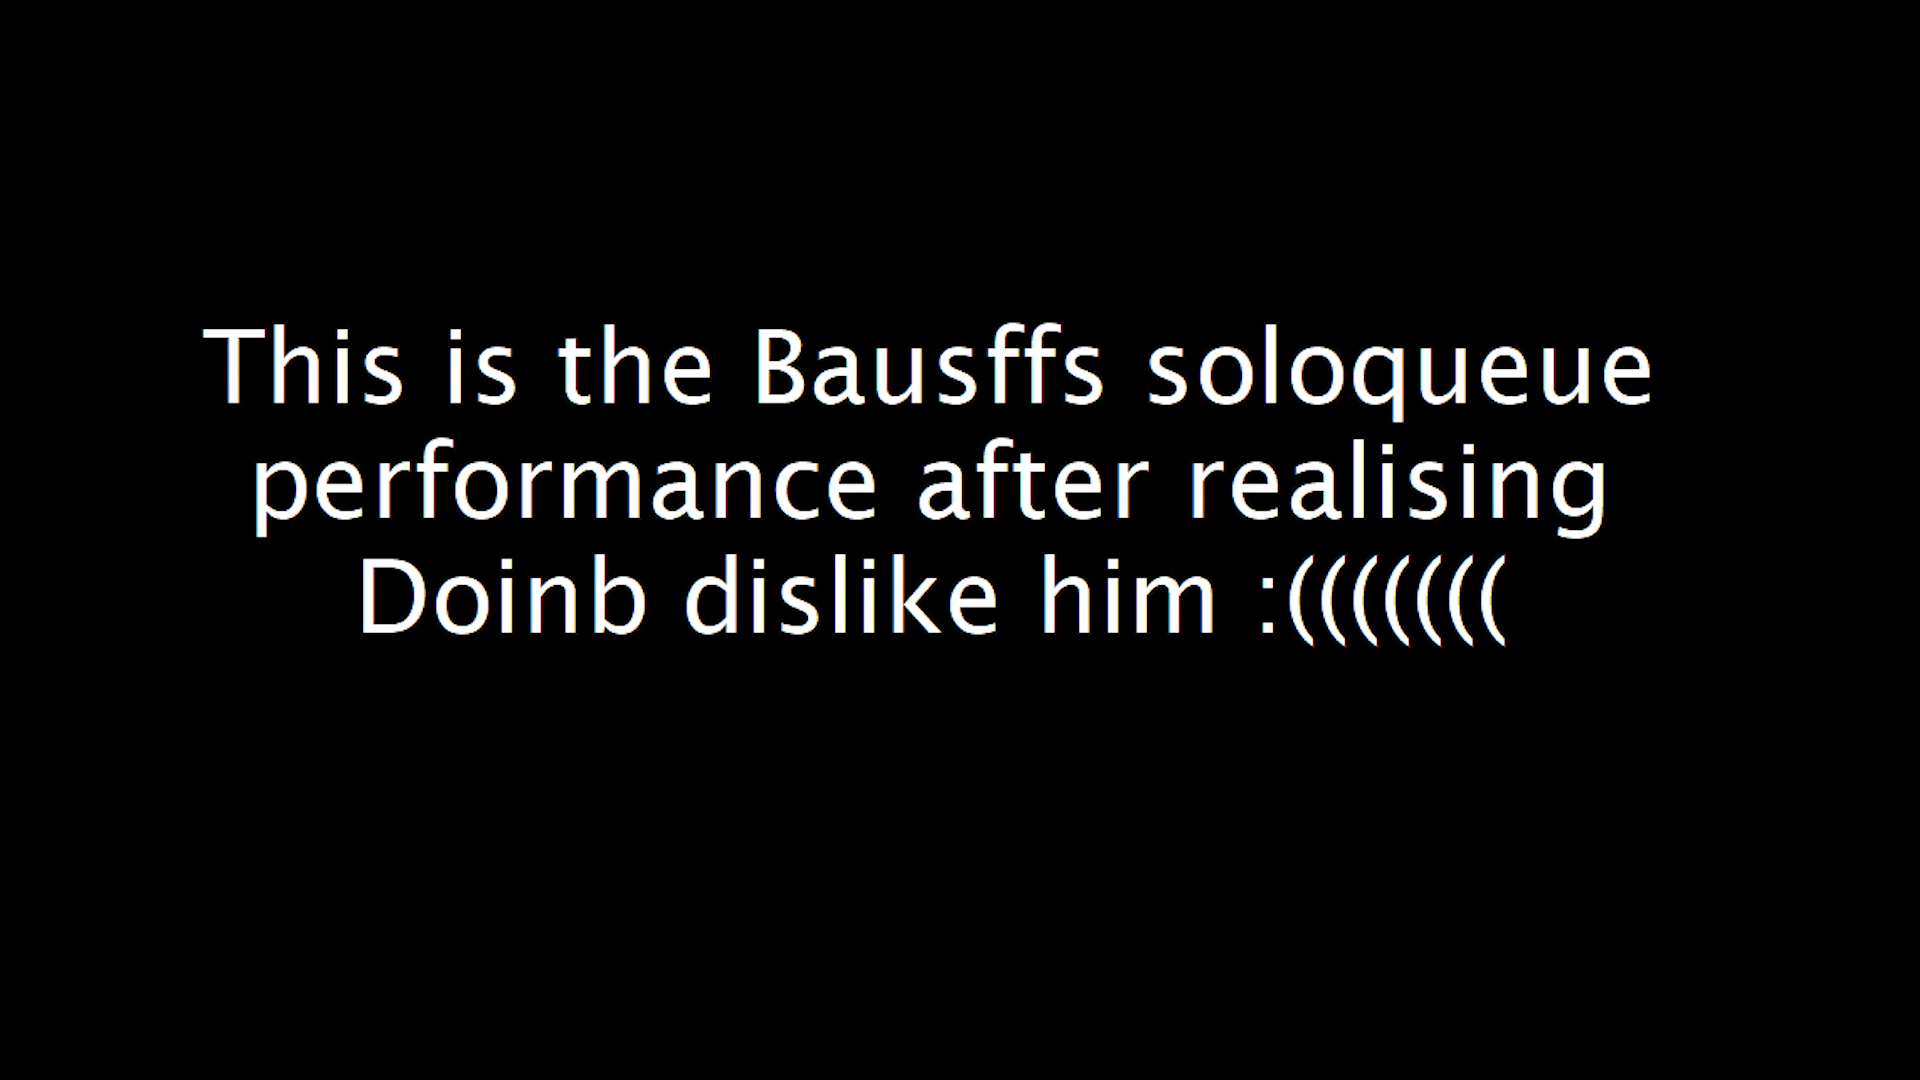 This is the Bausffs soloqueue
performance after realising
Doinb dislike him :(((((((